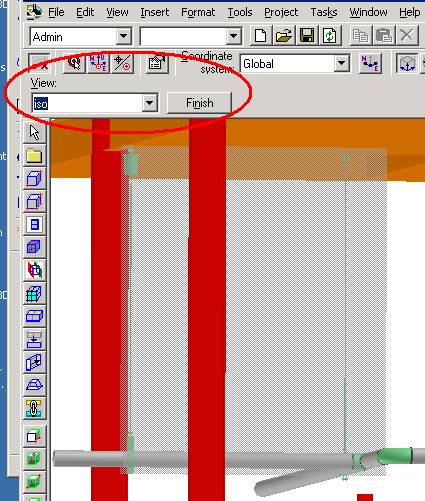 File Edit View Insert Format Tools Project Tasks Window Help
Admin
Coordinate system: Global
View:
iso Finish